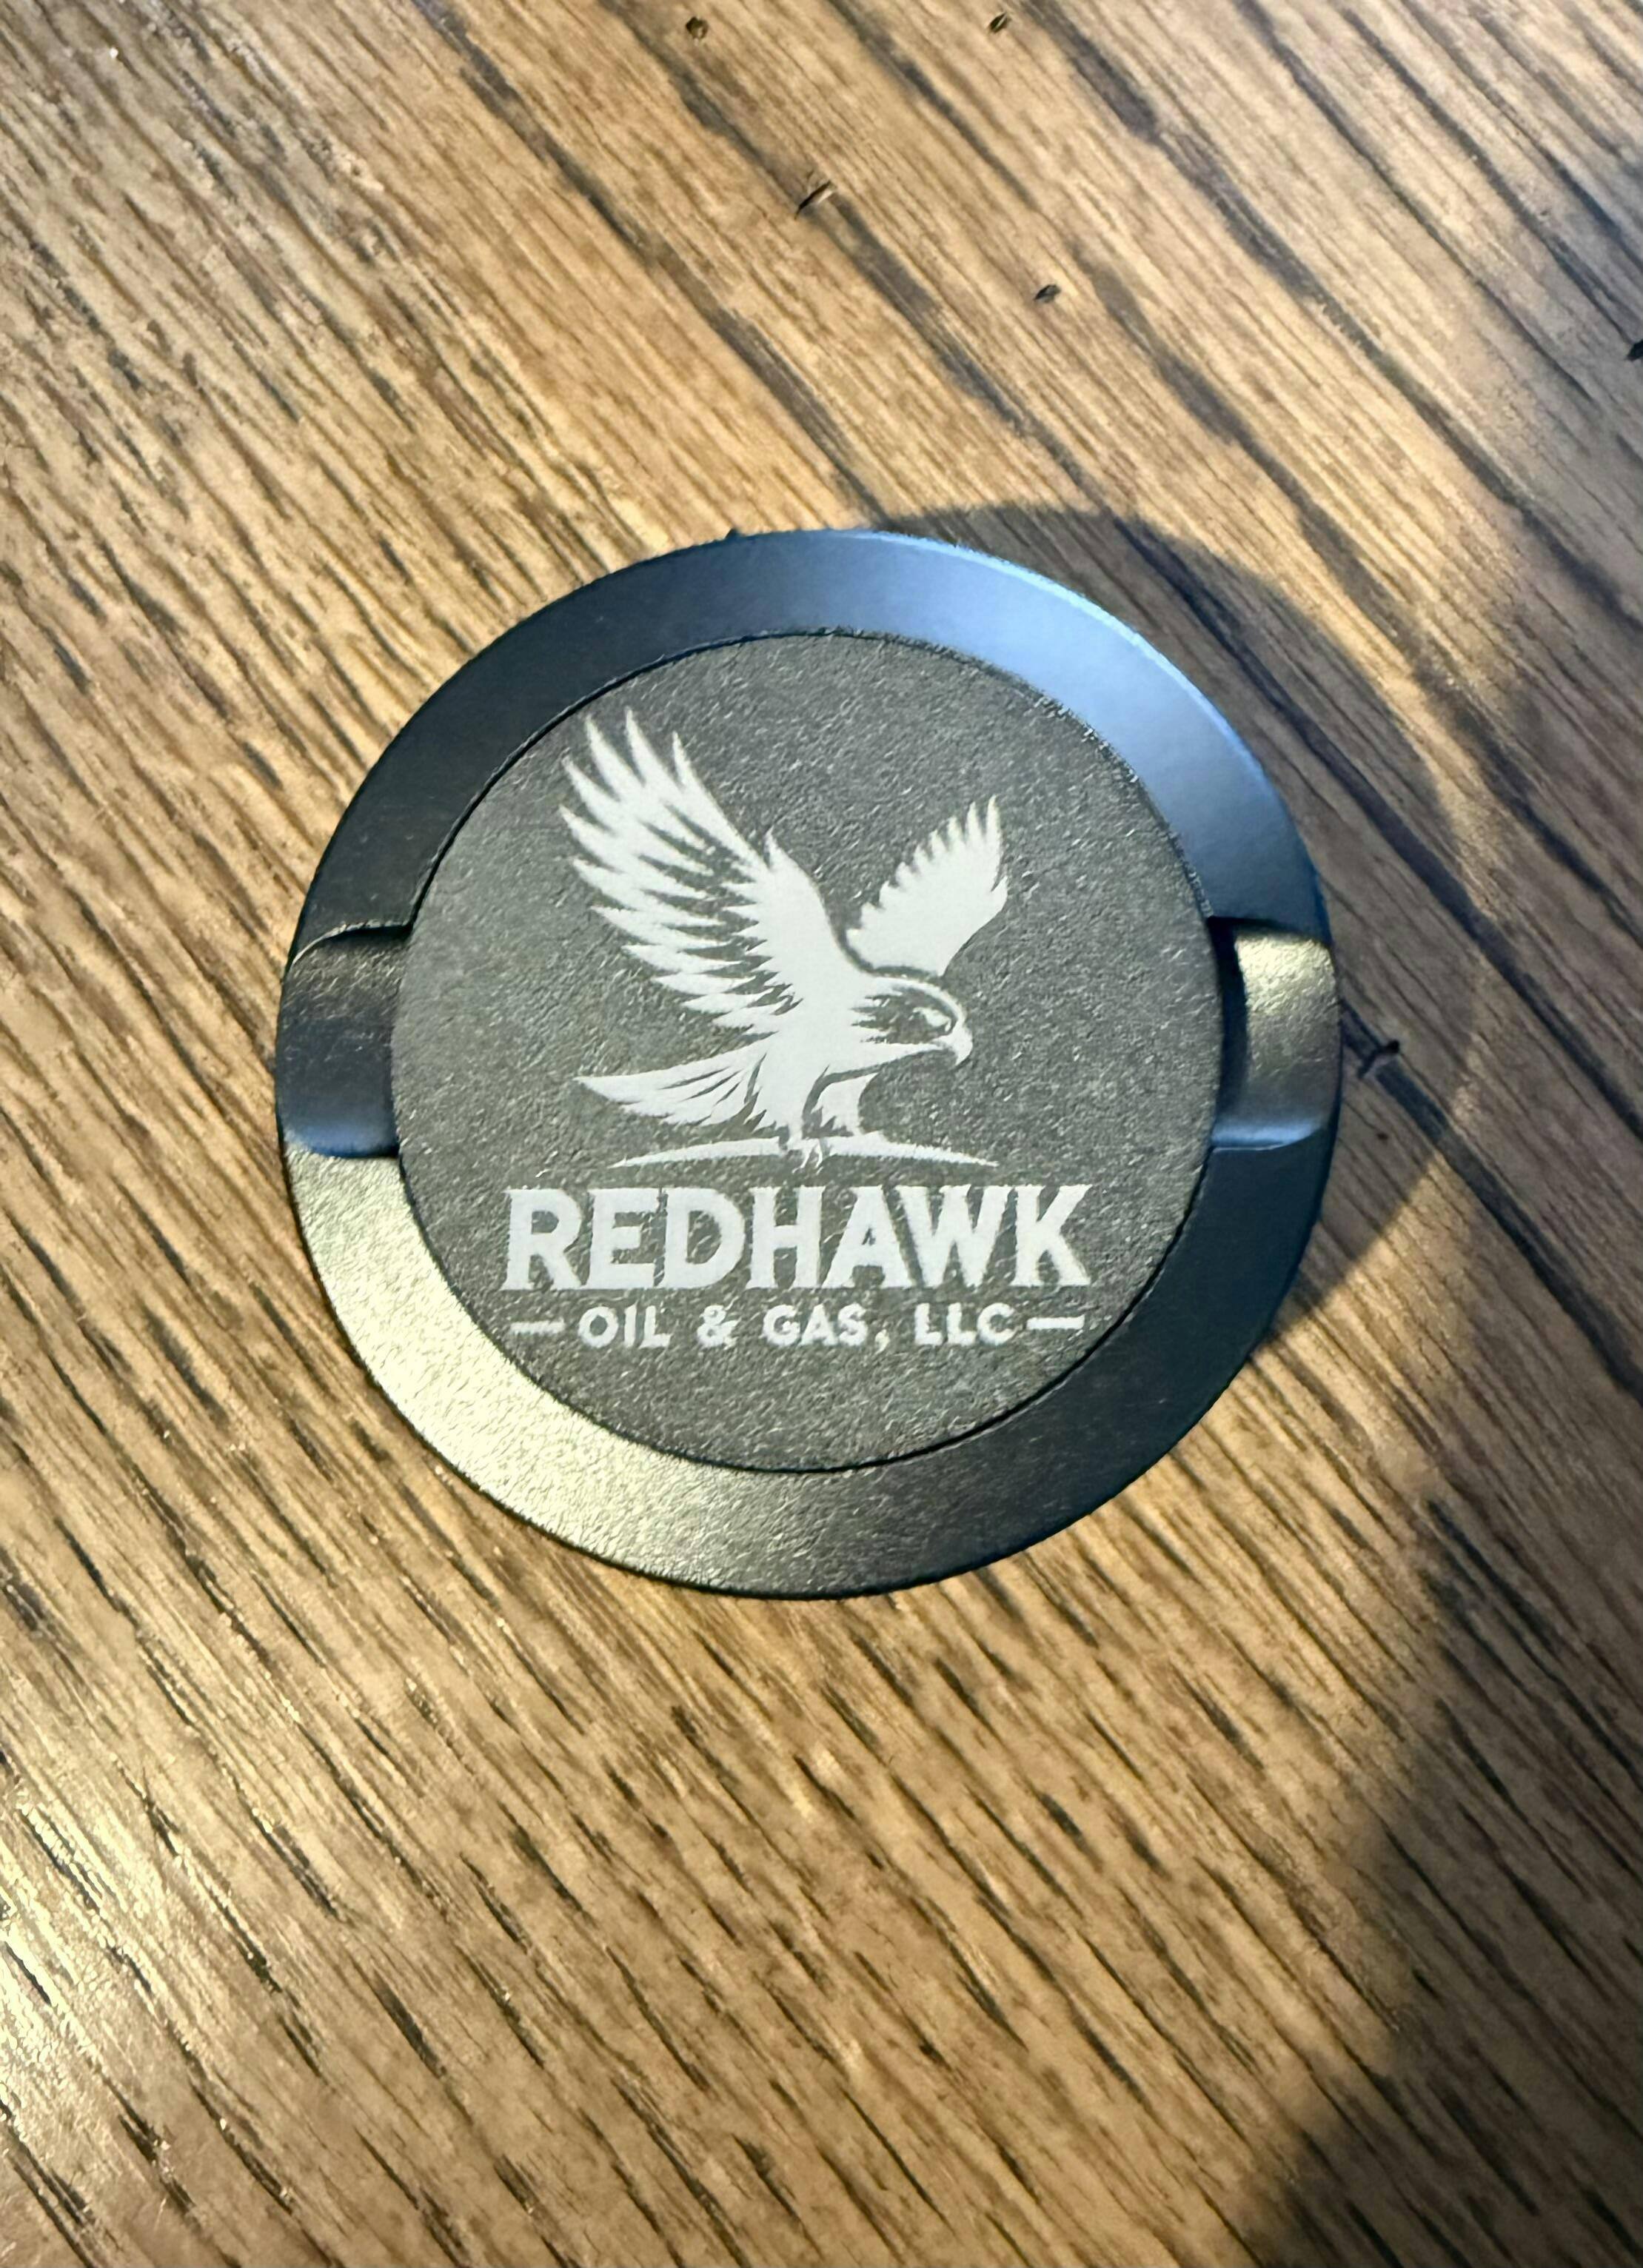 REDHAWK
— OIL & GAS, LLC —